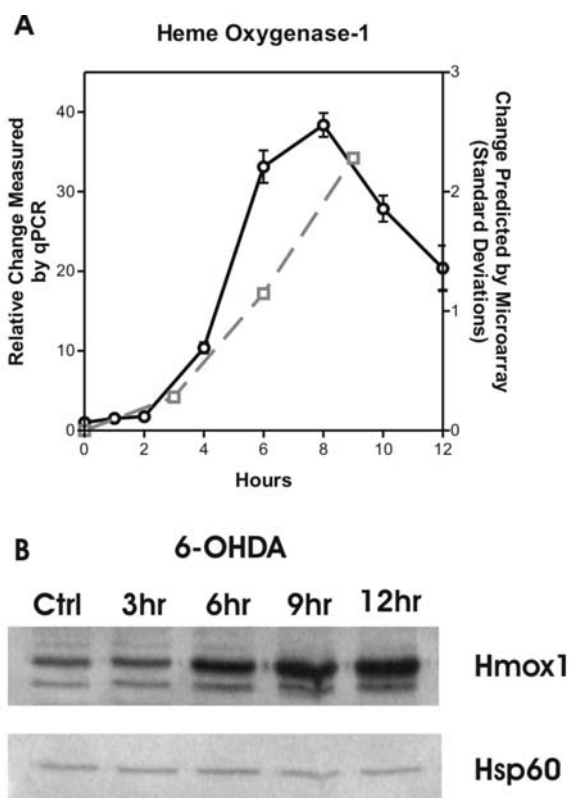 A
Heme Oxygenase-1
Relative Change Measured
by qPCR
40
30
20
10
0
3
2
1
0
Change Predicted by Microarray
(Standard Deviations)
0 2 4 6 8 10 12
Hours
B
6-OHDA
Ctrl 3hr 6hr 9hr 12hr
Hmox1
Hsp60